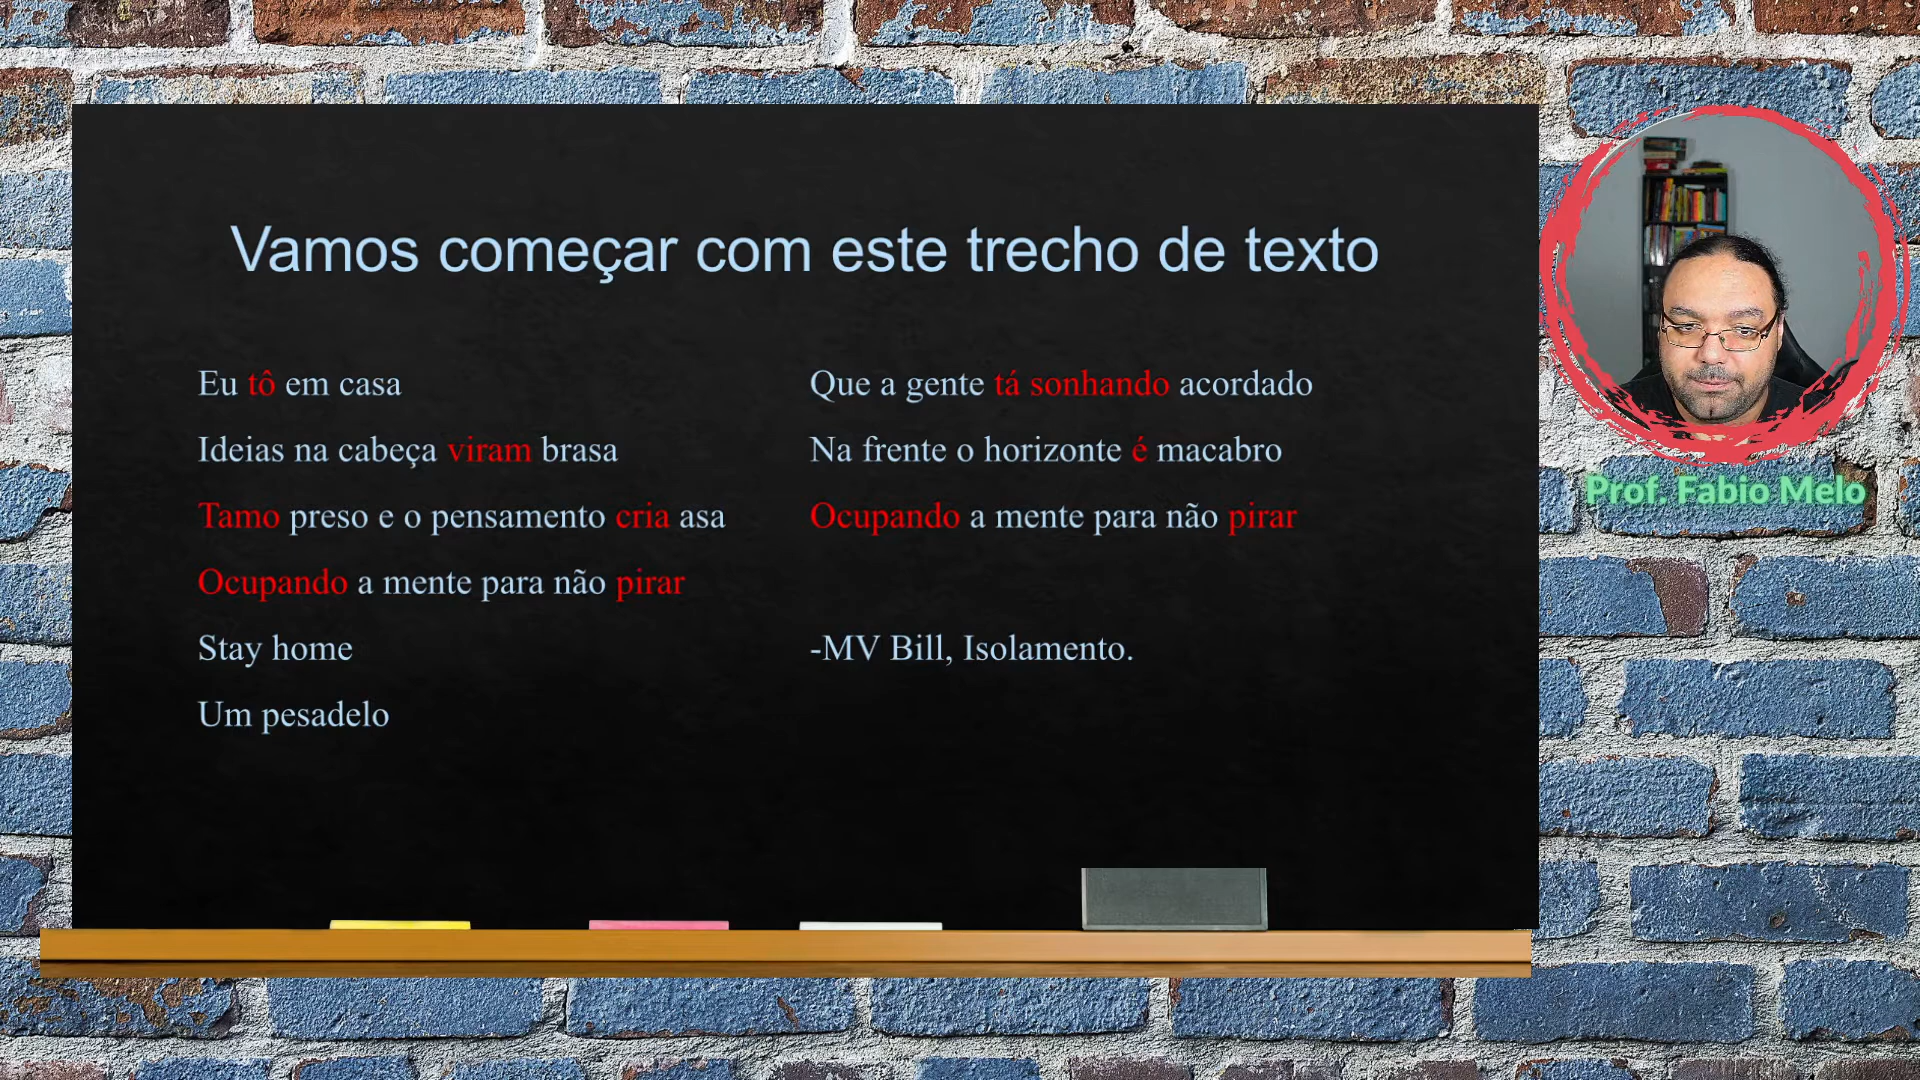 Vamos começar com este trecho de texto
Eu tô em casa
Ideias na cabeça viram brasa
Tamo preso e o pensamento cria asa
Ocupando a mente para não pirar
Stay home
Um pesadelo
Que a gente tá sonhando acordado
Na frente o horizonte é macabro
Ocupando a mente para não pirar
-MV Bill, Isolamento.
Prof. Fabio Melo